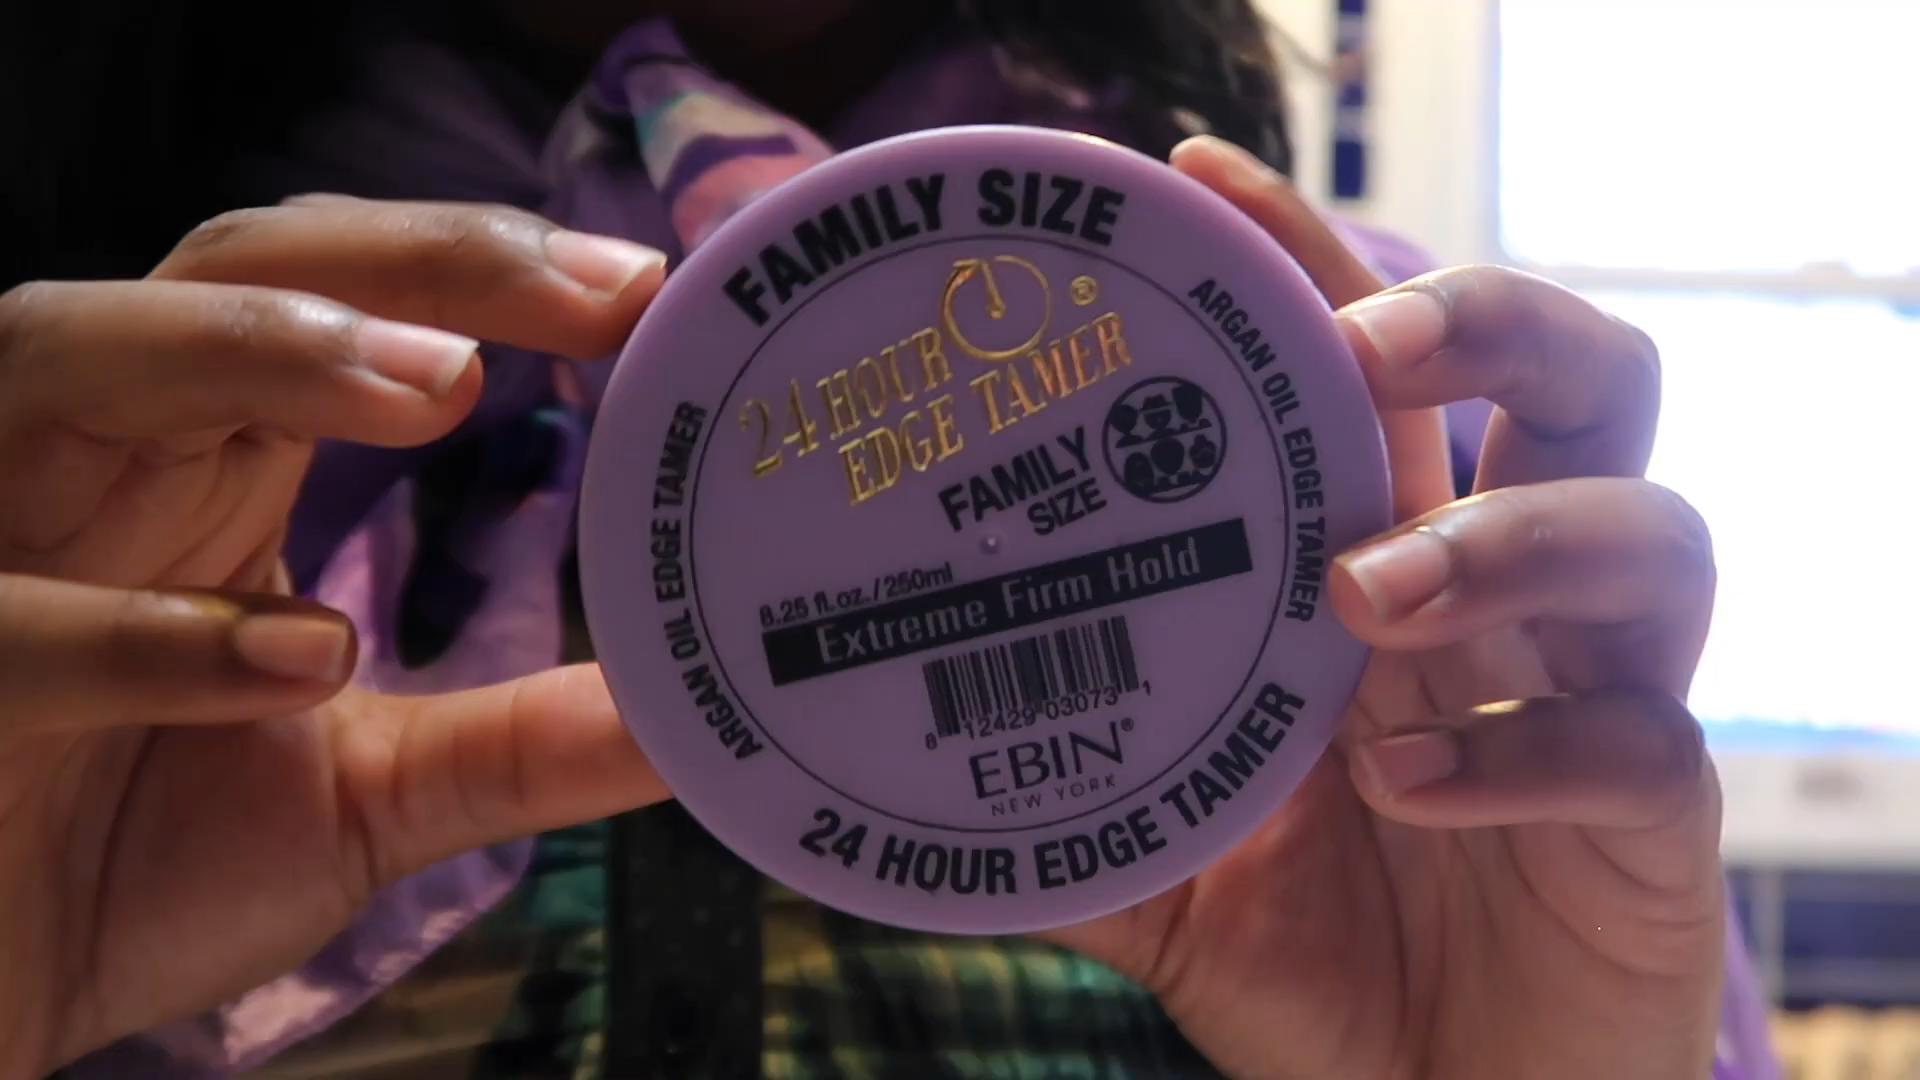 FAMILY SIZE
24 HOUR ®
EDGE TAMER
FAMILY
SIZE
8.25 fl.oz./250ml
Extreme Firm Hold
8 12429 03073 1
EBIN®
NEW YORK
24 HOUR EDGE TAMER
ARGAN OIL EDGE TAMER
ARGAN OIL EDGE TAMER